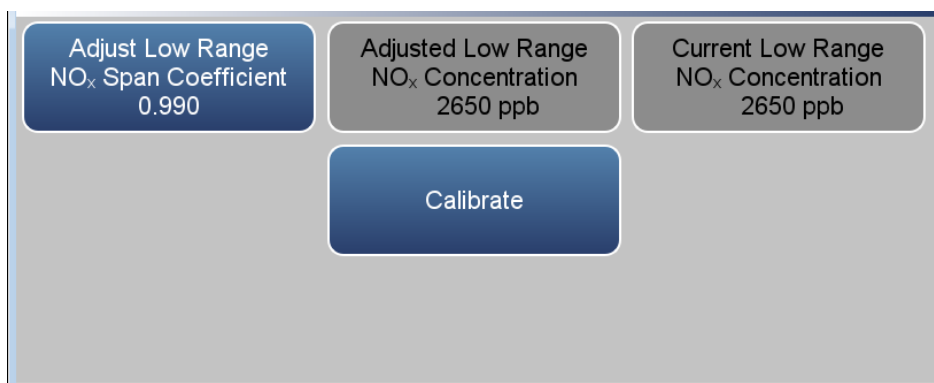 Adjust Low Range
NOₓ Span Coefficient
0.990
Adjusted Low Range
NOₓ Concentration
2650 ppb
Current Low Range
NOₓ Concentration
2650 ppb
Calibrate